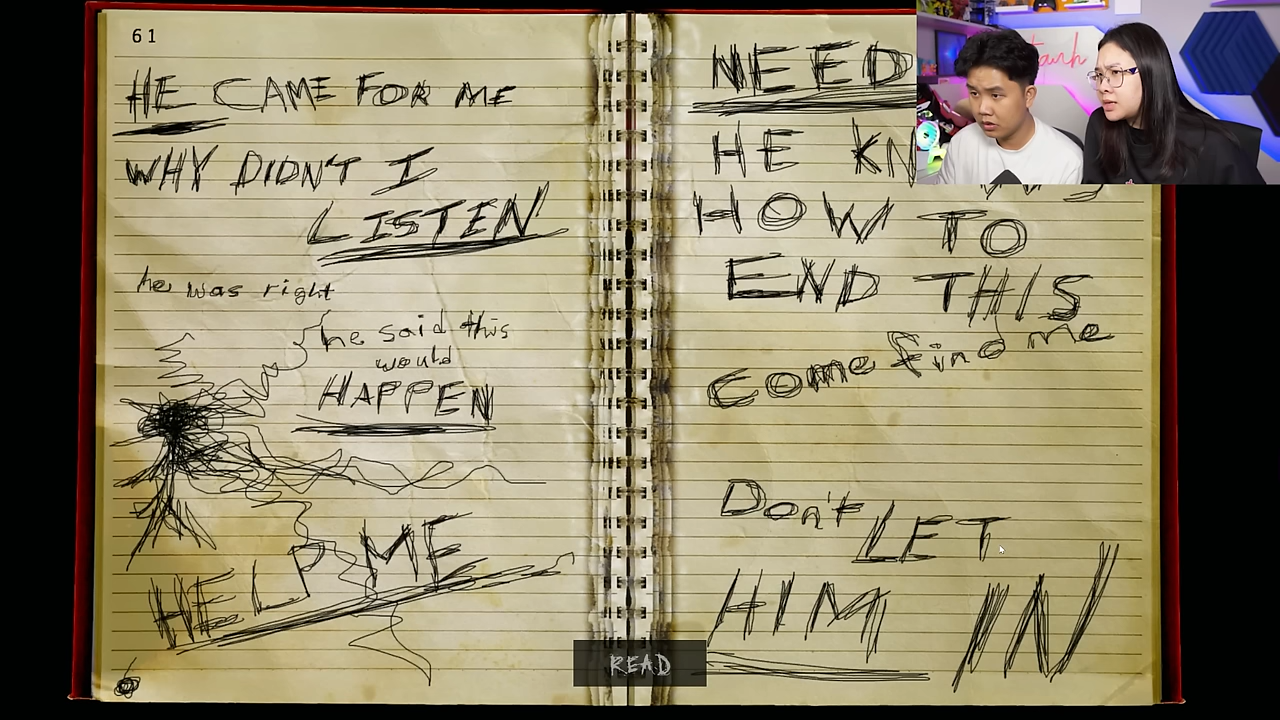 61
HE CAME FOR ME
WHY DIDN'T I
LISTEN
he was right
he said this
would
HAPPEN
HELP ME
NEED
HE
HOW TO
END THIS
come find me
Don't LET
HIM IN
READ